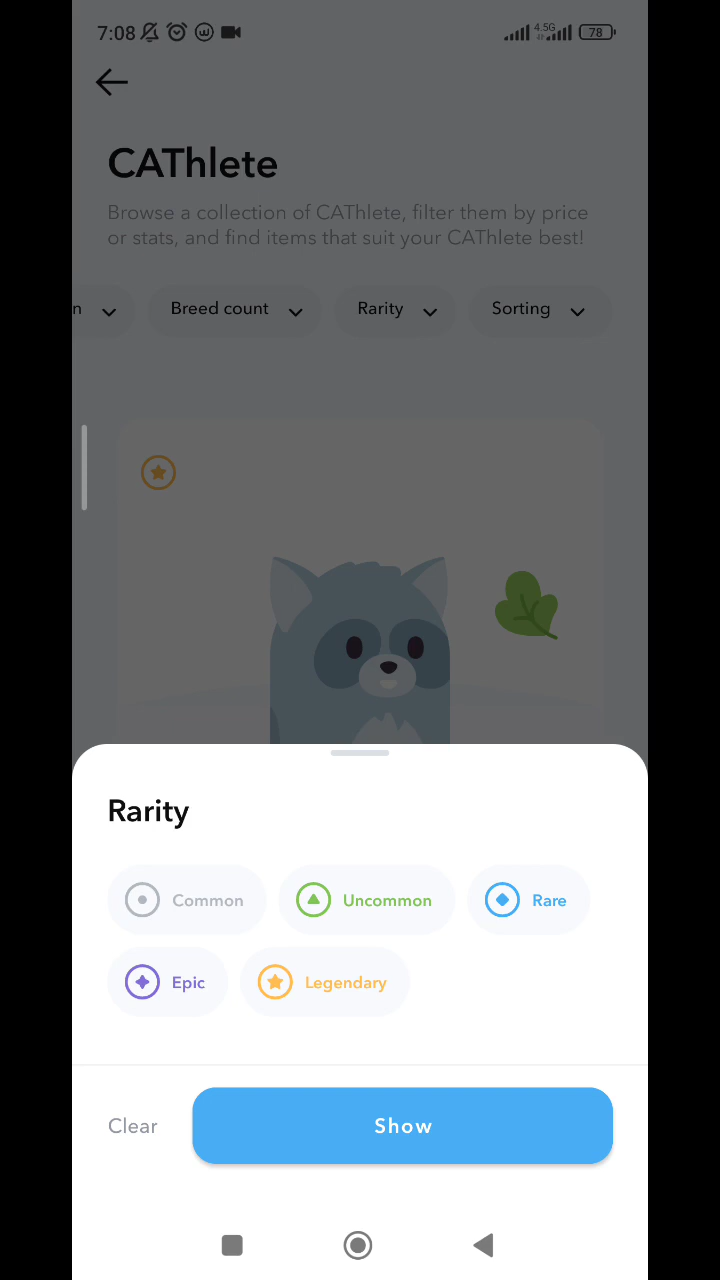 7:08
4.5G
78
CAThlete
Browse a collection of CAThlete, filter them by price
or stats, and find items that suit your CAThlete best!
n
Breed count
Rarity
Sorting
Rarity
Common
Uncommon
Rare
Epic
Legendary
Clear
Show